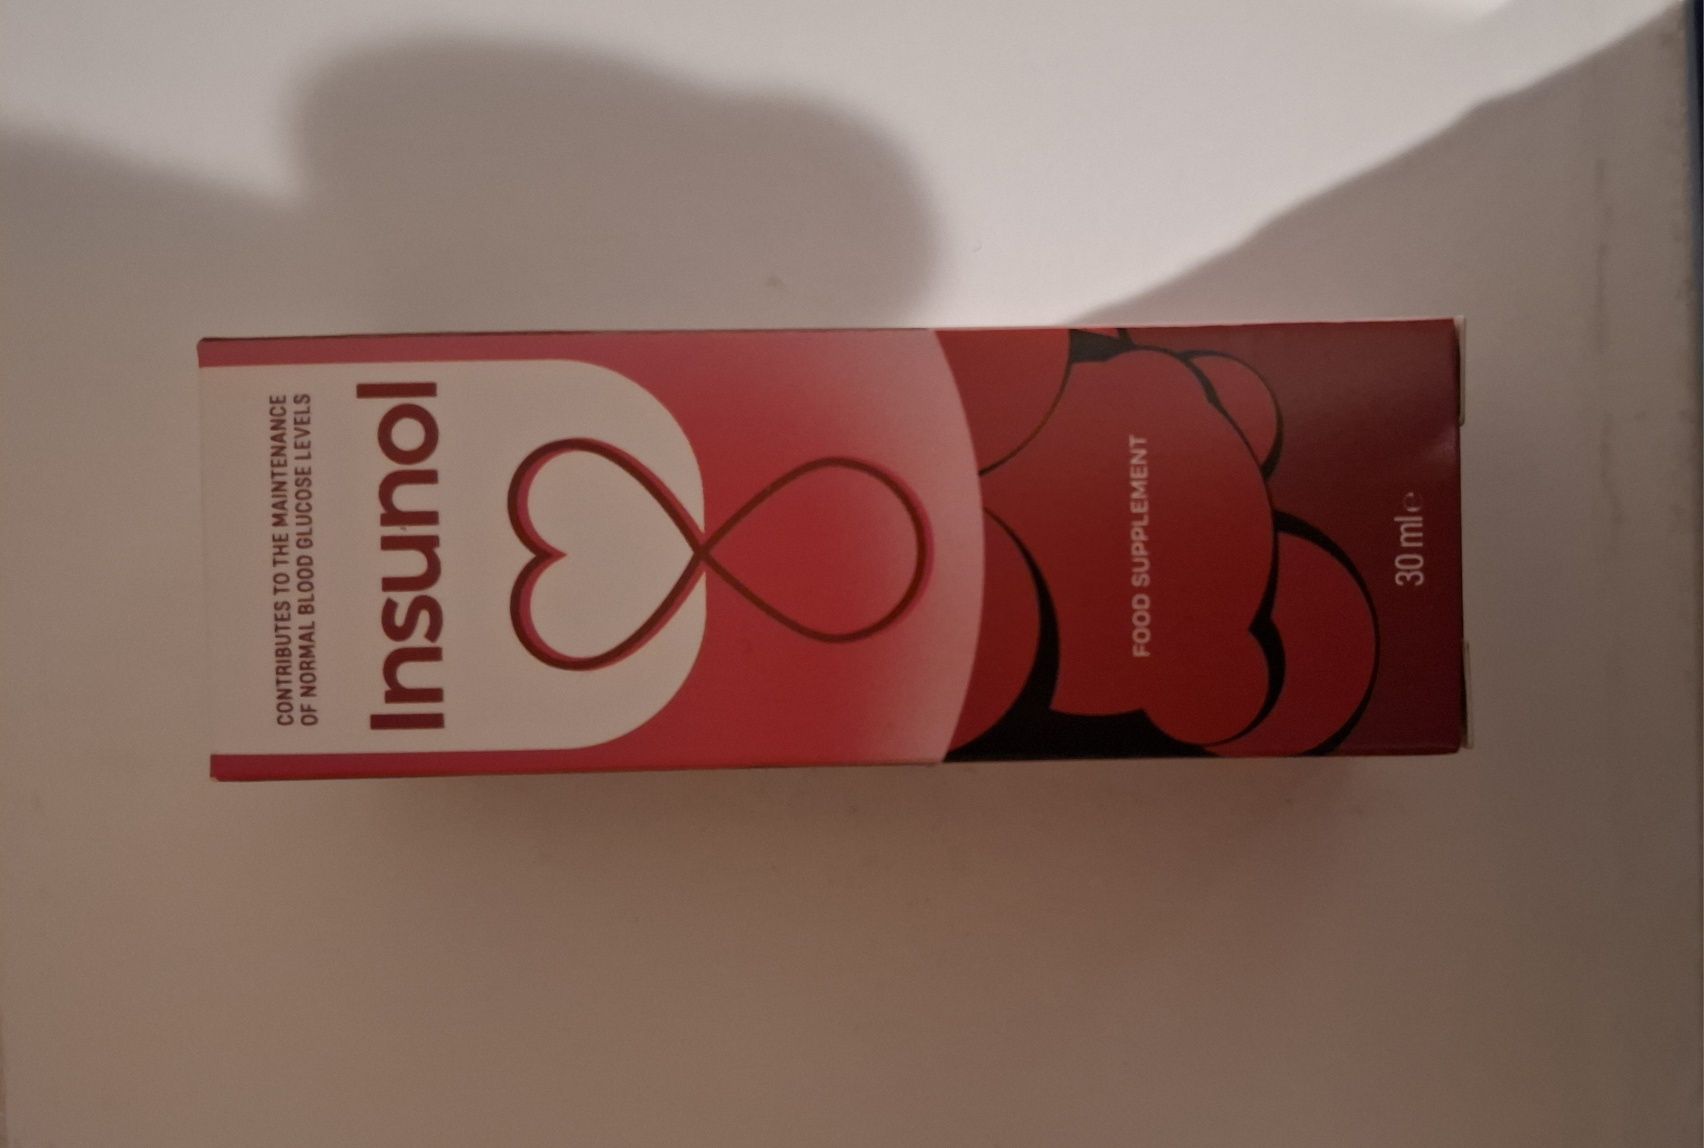 CONTRIBUTES TO THE MAINTENANCE
OF NORMAL BLOOD GLUCOSE LEVELS
Insunol
FOOD SUPPLEMENT
30 ml ℮